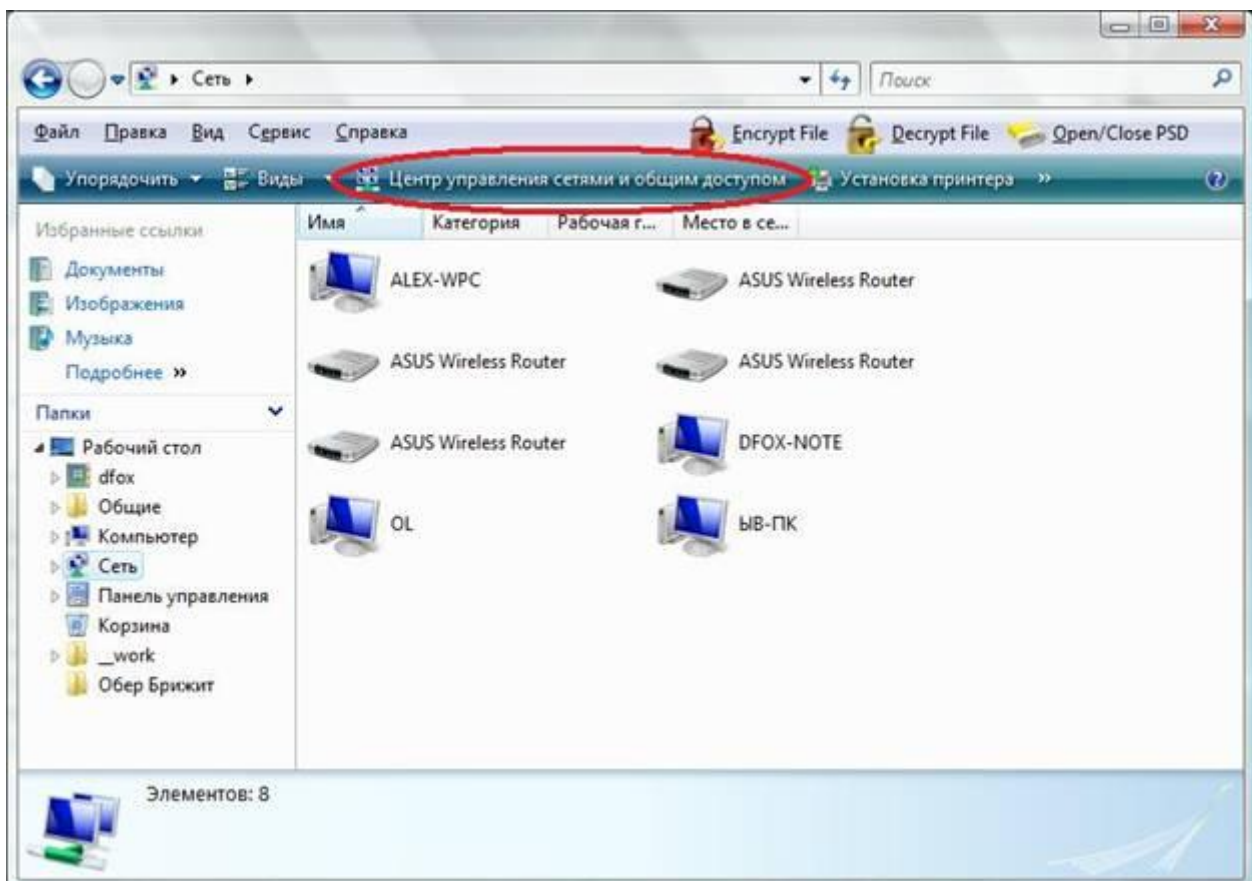 Сеть
Поиск
Файл Правка Вид Сервис Справка Encrypt File Decrypt File Open/Close PSD
Упорядочить Виды Центр управления сетями и общим доступом Установка принтера »
Избранные ссылки
Документы
Изображения
Музыка
Подробнее »
Папки
Рабочий стол
dfox
Общие
Компьютер
Сеть
Панель управления
Корзина
__work
Обер Брижит
Имя Категория Рабочая г... Место в се...
ALEX-WPC ASUS Wireless Router
ASUS Wireless Router ASUS Wireless Router
ASUS Wireless Router DFOX-NOTE
OL ЫВ-ПК
Элементов: 8